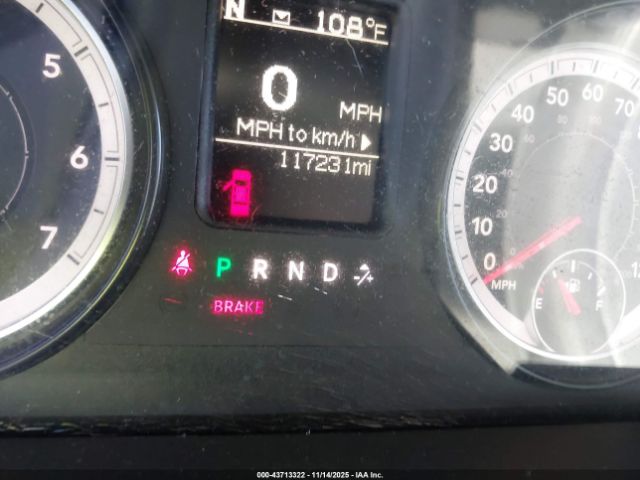 N 108°F
0 MPH
MPH to km/h
117231mi
P R N D
BRAKE
5
6
7
0
10
20
30
40
50
60
70
MPH
E F
000-43713322 | 11/14/2025 | IAA Inc.